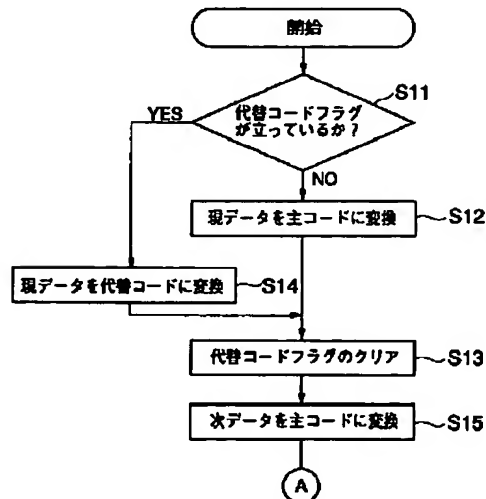 開始
代替コードフラグ
が立っているか？
S11
YES
NO
現データを主コードに変換
S12
現データを代替コードに変換
S14
代替コードフラグのクリア
S13
次データを主コードに変換
S15
A